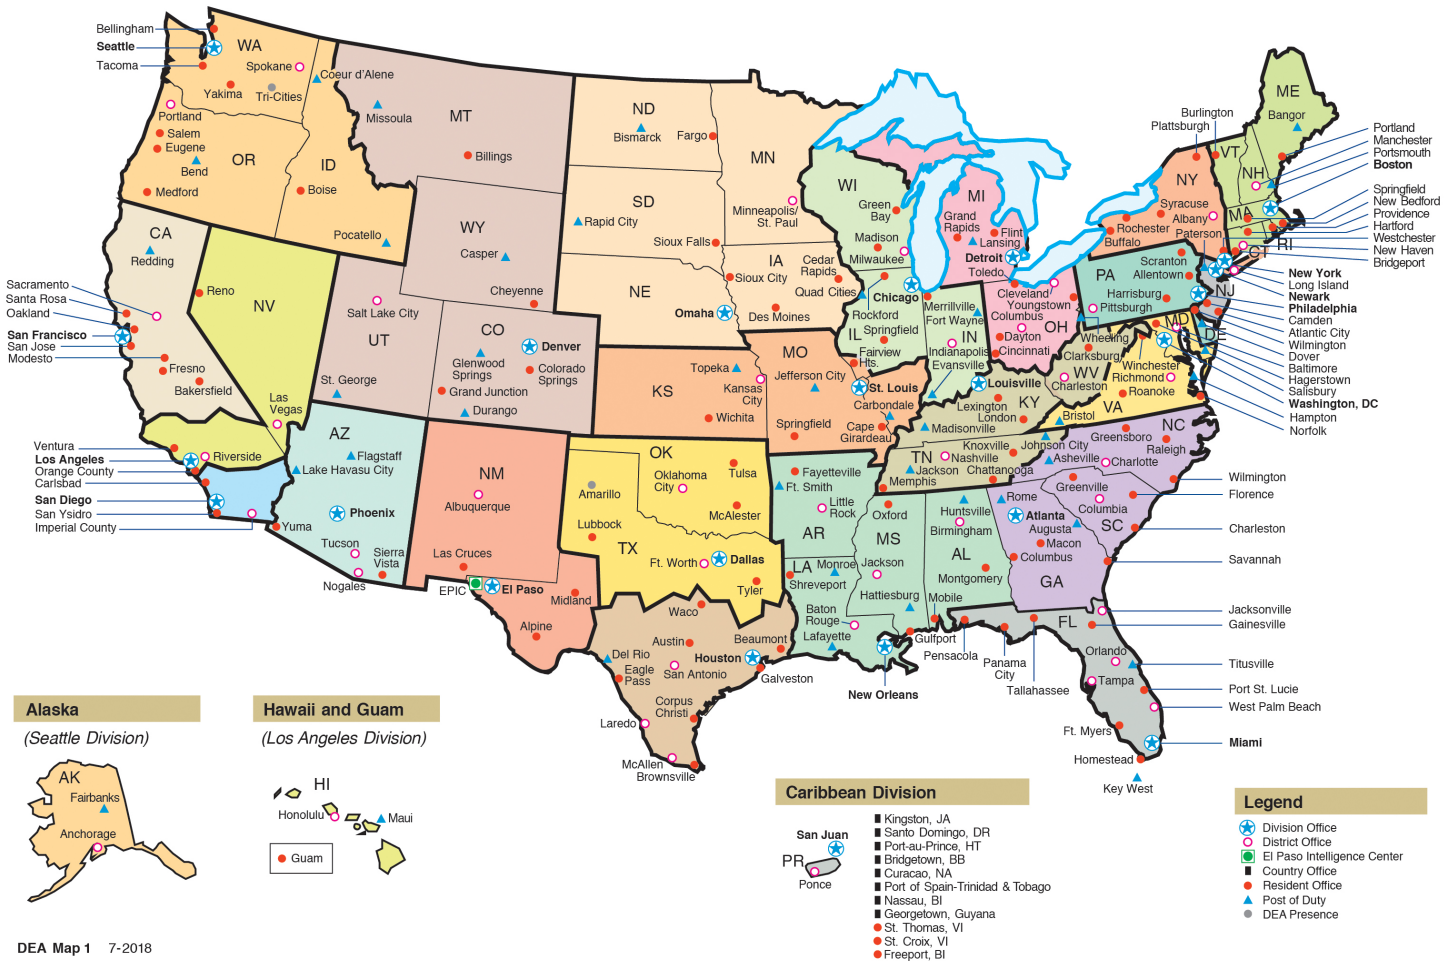 Bellingham
Seattle
Tacoma
WA
Spokane
Yakima
Tri-Cities
Coeur d'Alene
Portland
Salem
Eugene
Bend
Medford
OR
ID
Boise
Pocatello
MT
Missoula
Billings
WY
Casper
Cheyenne
ND
Bismarck
Fargo
SD
Rapid City
Sioux Falls
NE
Omaha
MN
Minneapolis/
St. Paul
IA
Sioux City
Cedar
Rapids
Quad Cities
Des Moines
WI
Green
Bay
Madison
Milwaukee
MI
Grand
Rapids
Flint
Lansing
Detroit
Toledo
Chicago
Rockford
Springfield
IL
Fairview
Hts.
Merrillville
Fort Wayne
IN
Indianapolis
Evansville
Cleveland
Youngstown
Columbus
OH
Dayton
Cincinnati
ME
Bangor
Burlington
Plattsburgh
VT
NH
NY
Syracuse
Albany
Rochester
Buffalo
Paterson
MA
RI
CT
Portland
Manchester
Portsmouth
Boston
Springfield
New Bedford
Providence
Hartford
Westchester
New Haven
Bridgeport
PA
Scranton
Allentown
Harrisburg
Pittsburgh
NJ
MD
DE
New York
Long Island
Newark
Philadelphia
Camden
Atlantic City
Wilmington
Dover
Baltimore
Hagerstown
Salisbury
Washington, DC
Hampton
Norfolk
Wheeling
Clarksburg
WV
Charleston
Winchester
Richmond
Roanoke
VA
Bristol
CA
Redding
Sacramento
Santa Rosa
Oakland
San Francisco
San Jose
Modesto
Fresno
Bakersfield
NV
Reno
Las
Vegas
UT
Salt Lake City
St. George
CO
Denver
Glenwood
Springs
Colorado
Springs
Grand Junction
Durango
KS
Topeka
Kansas
City
Wichita
MO
Jefferson City
St. Louis
Springfield
Carbondale
Cape
Girardeau
Louisville
Lexington
London
KY
Madisonville
Ventura
Los Angeles
Orange County
Carlsbad
San Diego
San Ysidro
Imperial County
Riverside
AZ
Flagstaff
Lake Havasu City
Phoenix
Yuma
Tucson
Sierra
Vista
Nogales
NM
Albuquerque
Las Cruces
EPIC
El Paso
Midland
Alpine
OK
Oklahoma
City
Tulsa
McAlester
Amarillo
Lubbock
TX
Ft. Worth
Dallas
Tyler
Waco
Austin
Beaumont
Houston
Galveston
Del Rio
Eagle
Pass
San Antonio
Corpus
Christi
Laredo
McAllen
Brownsville
AR
Fayetteville
Ft. Smith
Little
Rock
LA
Monroe
Shreveport
Baton
Rouge
Lafayette
New Orleans
MS
Oxford
Jackson
Hattiesburg
Gulfport
TN
Jackson
Memphis
Nashville
Knoxville
Chattanooga
Johnson City
AL
Huntsville
Birmingham
Montgomery
Mobile
NC
Greensboro
Raleigh
Asheville
Charlotte
SC
Greenville
Columbia
GA
Rome
Atlanta
Augusta
Macon
Columbus
Wilmington
Florence
Charleston
Savannah
FL
Pensacola
Panama
City
Tallahassee
Jacksonville
Gainesville
Orlando
Titusville
Tampa
Port St. Lucie
West Palm Beach
Ft. Myers
Miami
Homestead
Key West
Alaska
(Seattle Division)
AK
Fairbanks
Anchorage
Hawaii and Guam
(Los Angeles Division)
HI
Honolulu
Maui
Guam
Caribbean Division
San Juan
PR
Ponce
Kingston, JA
Santo Domingo, DR
Port-au-Prince, HT
Bridgetown, BB
Curacao, NA
Port of Spain-Trinidad & Tobago
Nassau, BI
Georgetown, Guyana
St. Thomas, VI
St. Croix, VI
Freeport, BI
Legend
Division Office
District Office
El Paso Intelligence Center
Country Office
Resident Office
Post of Duty
DEA Presence
DEA Map 1 7-2018